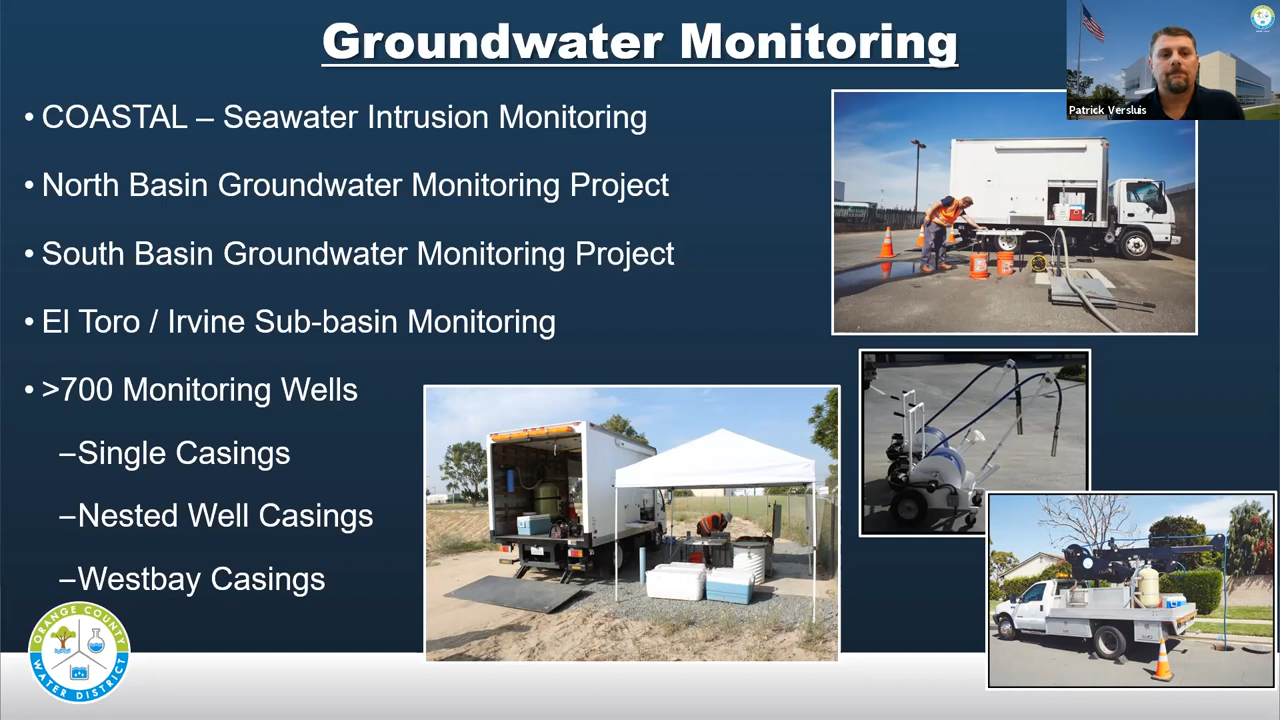 Groundwater Monitoring
Patrick Versluis
• COASTAL – Seawater Intrusion Monitoring
• North Basin Groundwater Monitoring Project
• South Basin Groundwater Monitoring Project
• El Toro / Irvine Sub-basin Monitoring
• >700 Monitoring Wells
–Single Casings
–Nested Well Casings
–Westbay Casings
ORANGE COUNTY
WATER DISTRICT